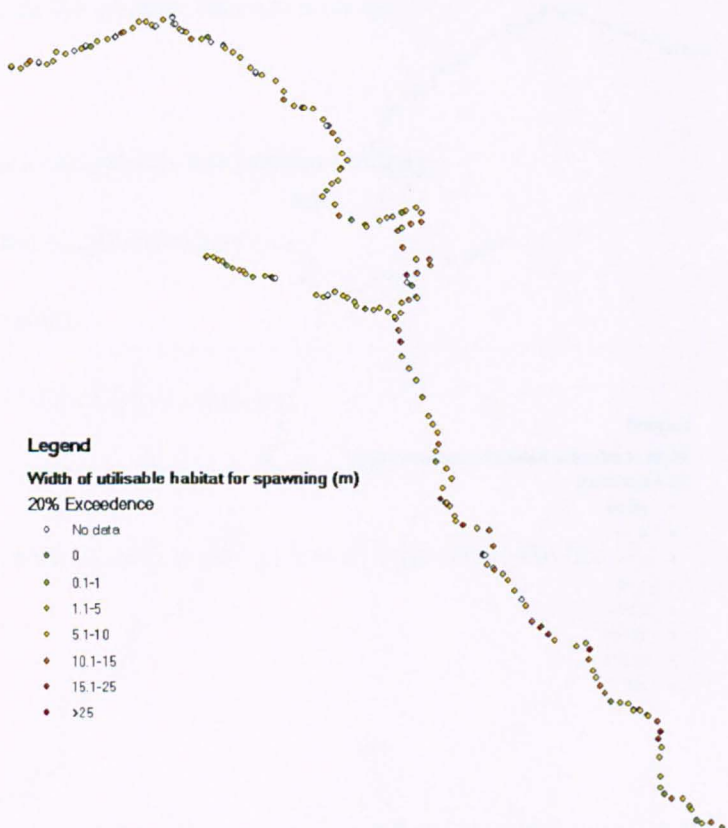 Legend
Width of utilisable habitat for spawning (m)
20% Exceedence
No data
0
0.1-1
1.1-5
5.1-10
10.1-15
15.1-25
>25